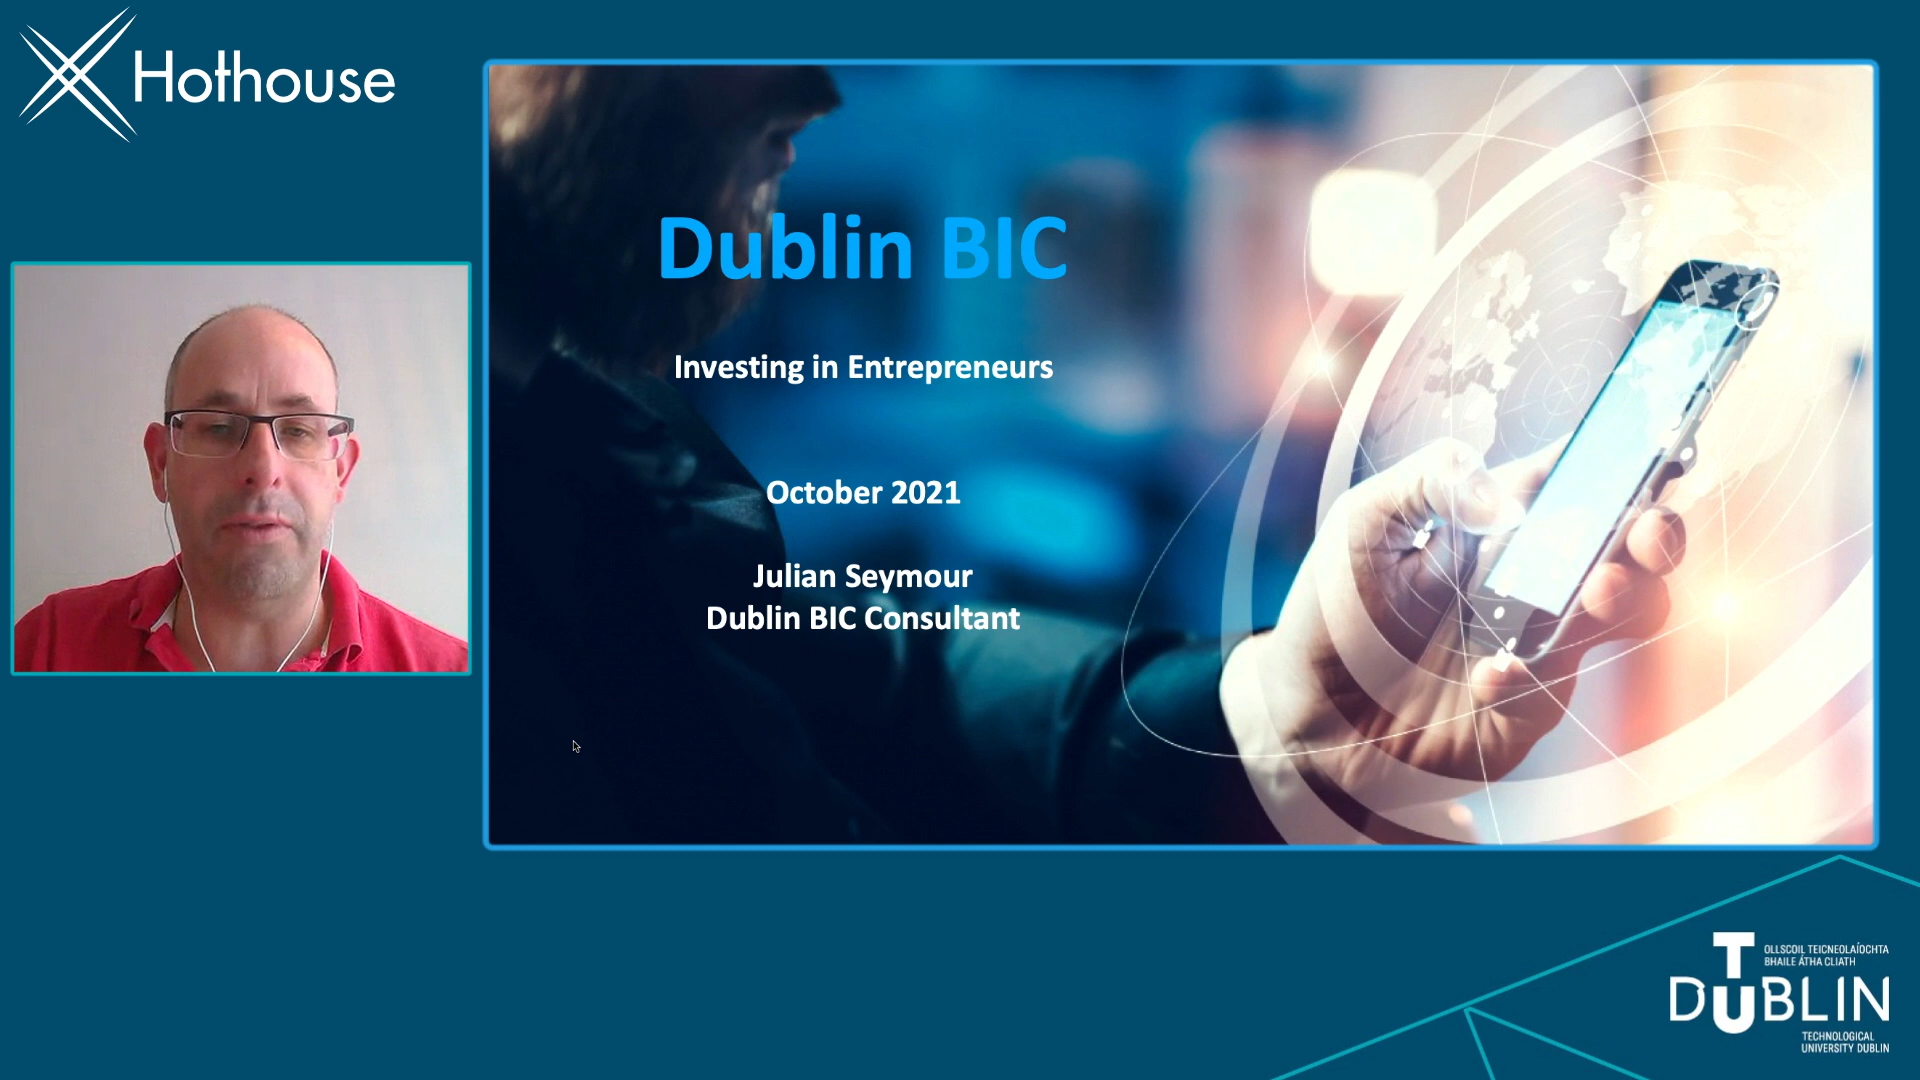 Hothouse
Dublin BIC
Investing in Entrepreneurs
October 2021
Julian Seymour
Dublin BIC Consultant
OLLSCOIL TEICNEOLAÍOCHTA
BHAILE ÁTHA CLIATH
TU DUBLIN
TECHNOLOGICAL
UNIVERSITY DUBLIN